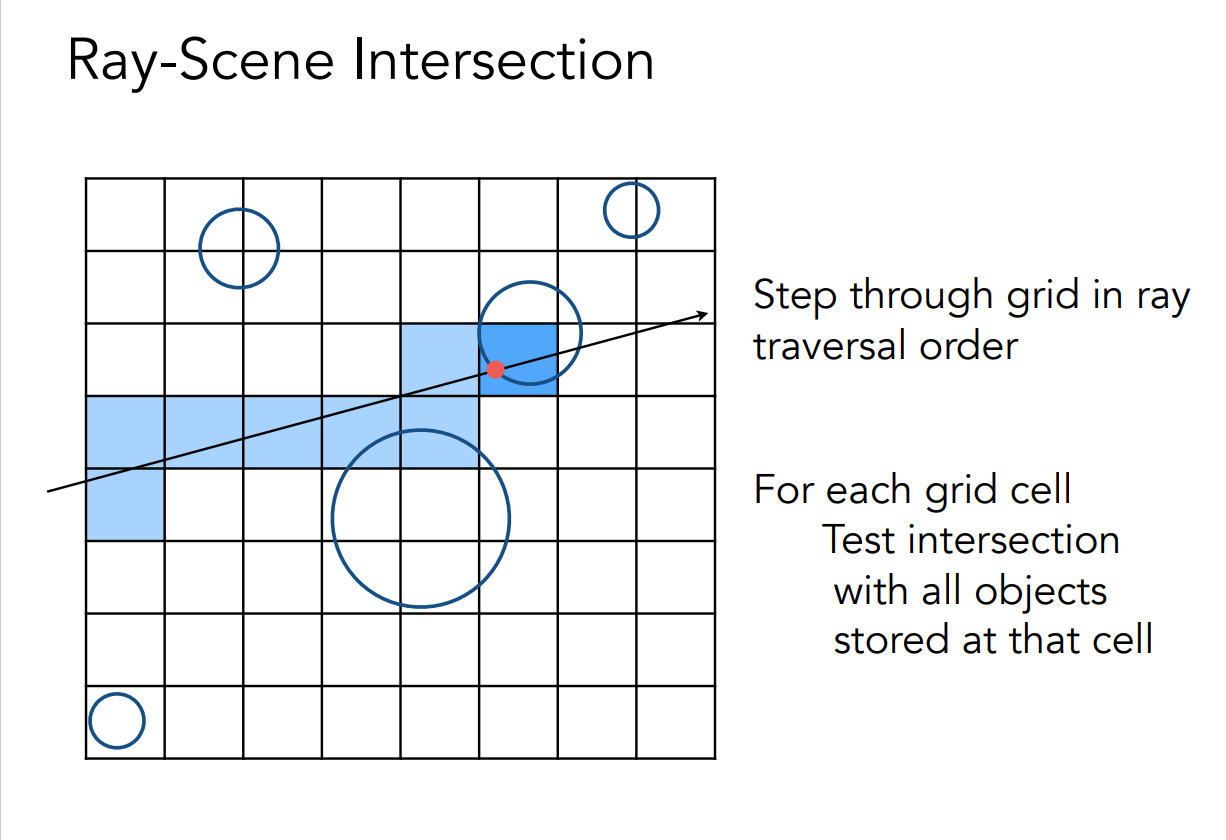 Ray-Scene Intersection
Step through grid in ray
traversal order
For each grid cell
Test intersection
with all objects
stored at that cell